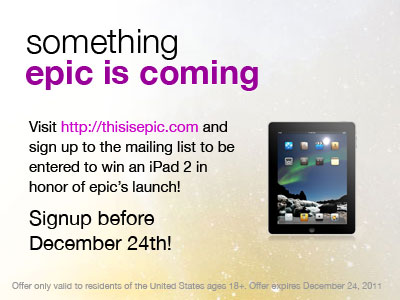 something
epic is coming
Visit http://thisisepic.com and
sign up to the mailing list to be
entered to win an iPad 2 in
honor of epic's launch!
Signup before
December 24th!
Offer only valid to residents of the United States ages 18+. Offer expires December 24, 2011